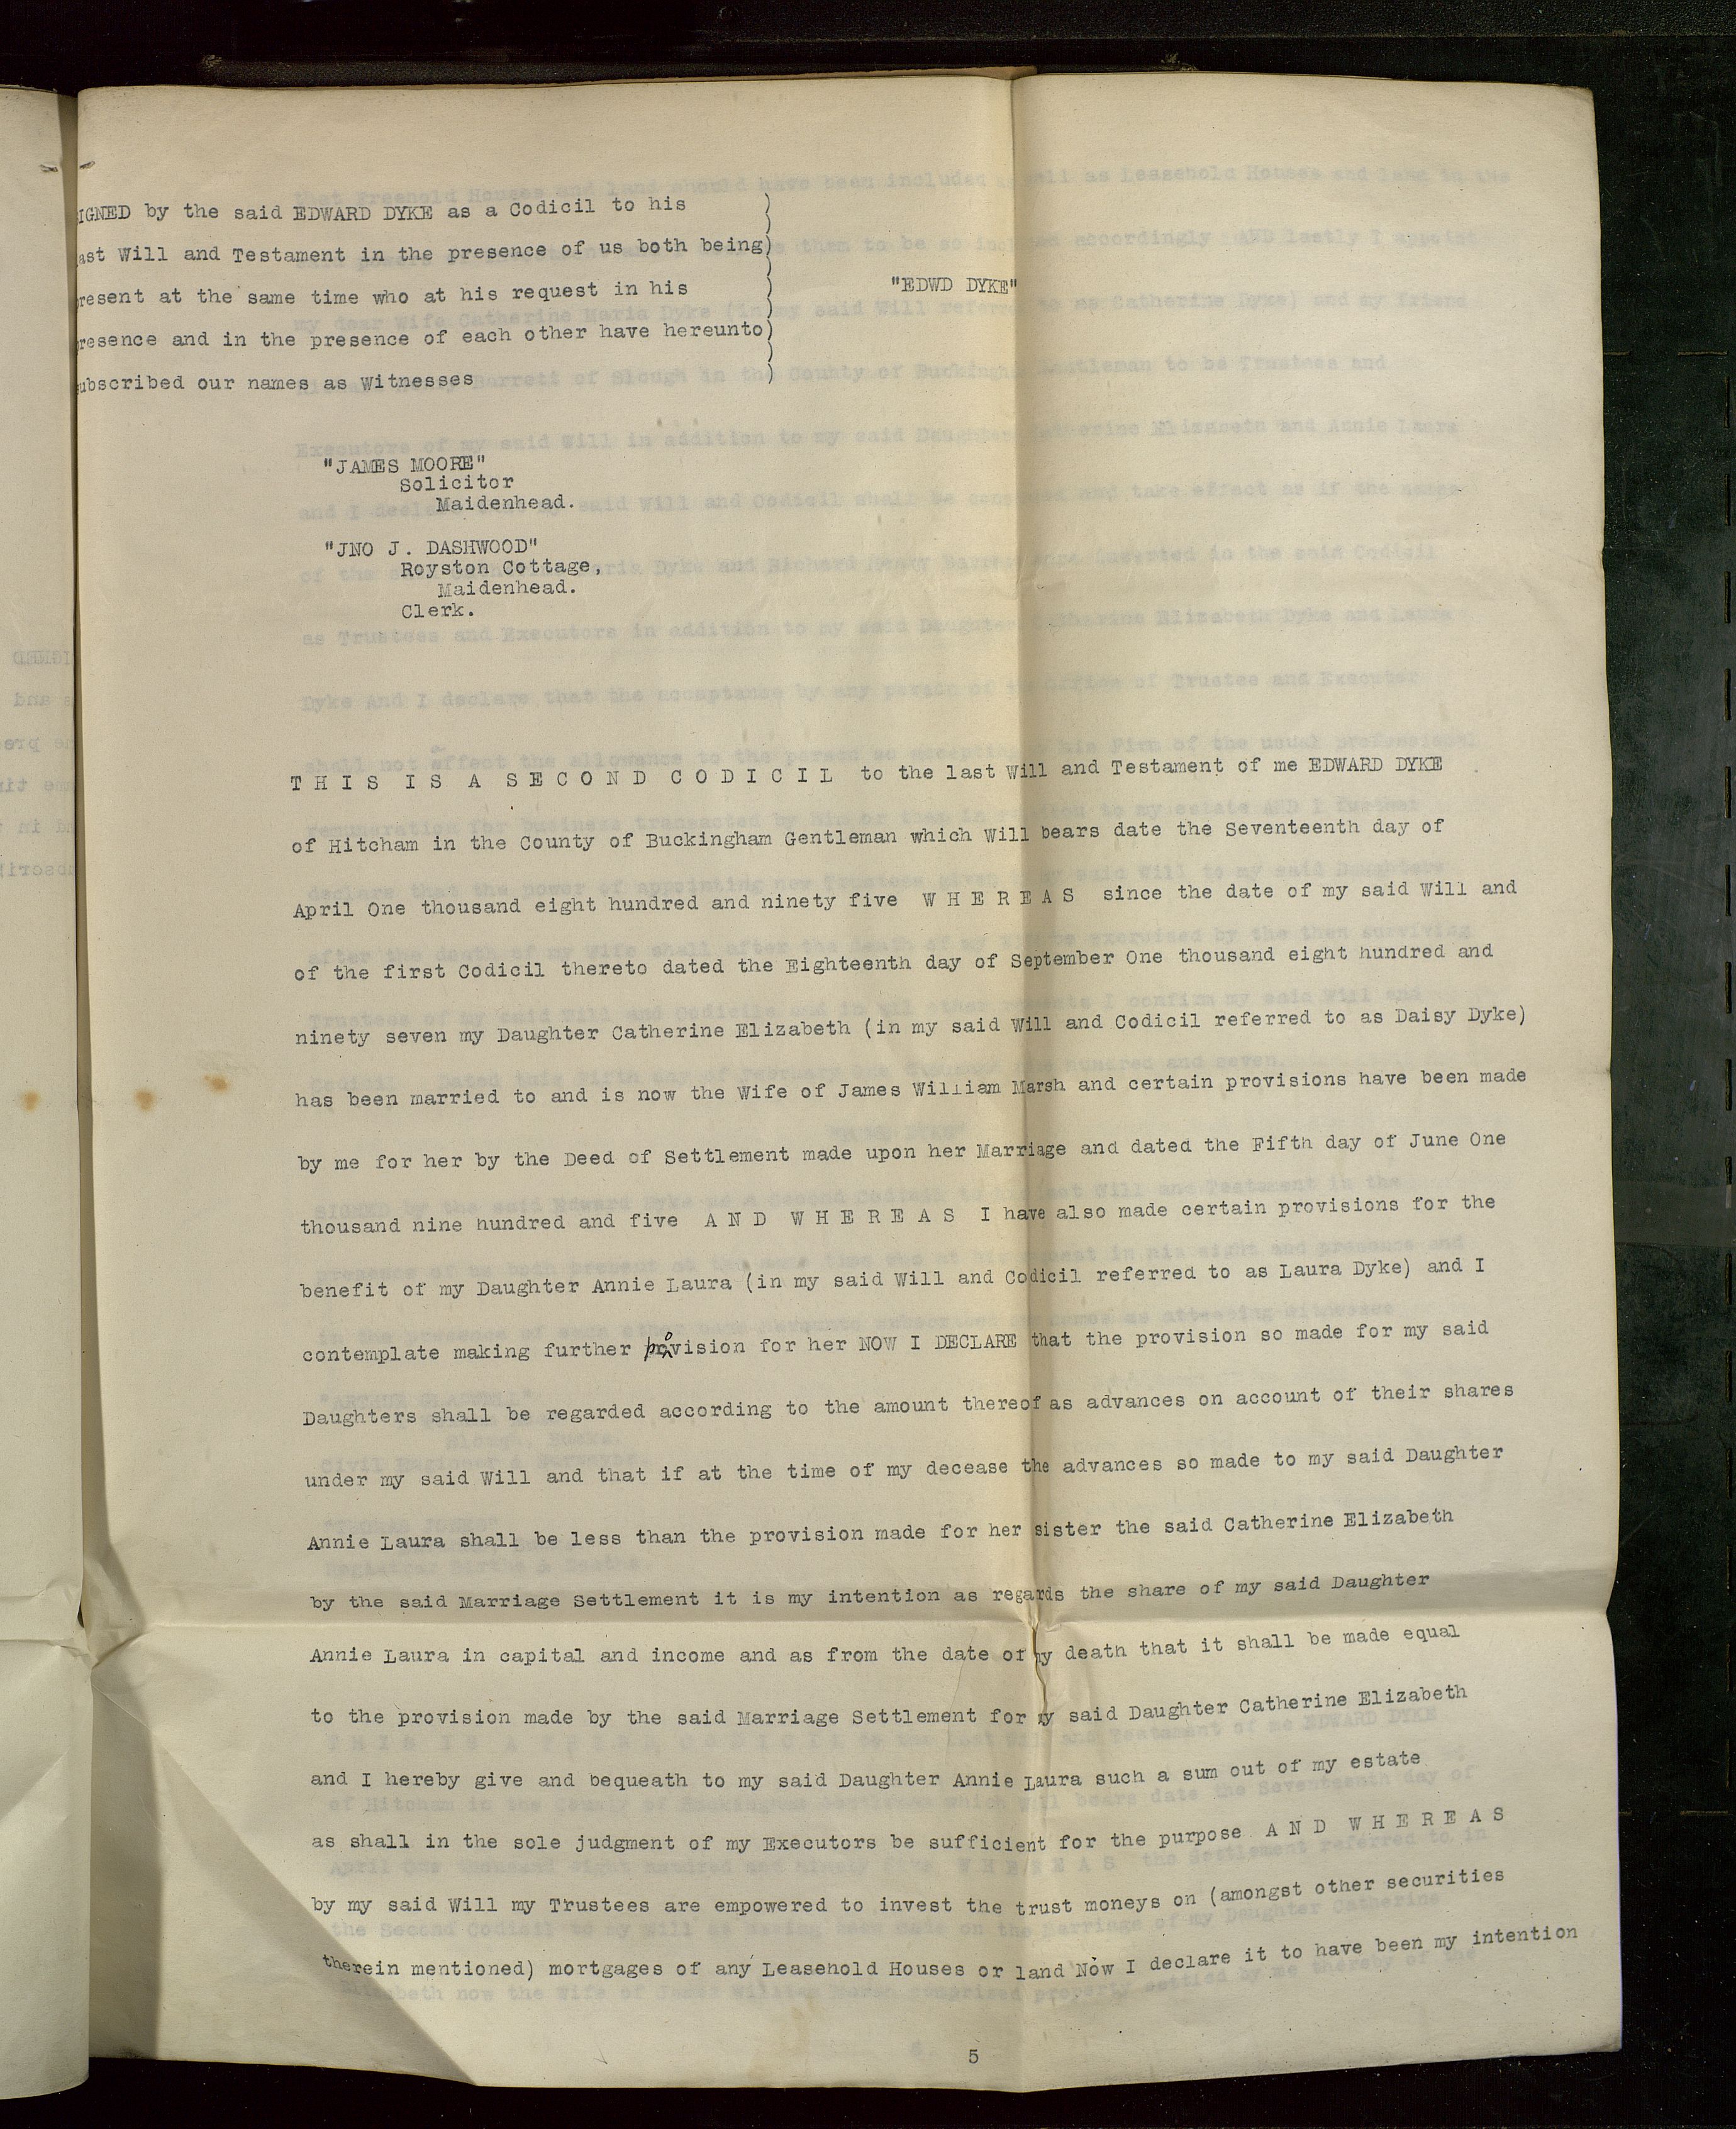 IGNED by the said EDWARD DYKE as a Codicil to his
ast Will and Testament in the presence of us both being)
resent at the same time who at his request in his
"EDWD DYKE"
resence and in the presence of each other have hereunto)
ubscribed our names as Witnesses
"JAMES MOORE"
Solicitor
Maidenhead.
"JNO J. DASHWOOD"
Royston Cottage,
Maidenhead.
Clerk.
T H I S I S A S E C O N D C O D I C I L to the last Will and Testament of me EDWARD DYKE
of Hitcham in the County of Buckingham Gentleman which Will bears date the Seventeenth day of
April One thousand eight hundred and ninety five W H E R E A S since the date of my said Will and
of the first Codicil thereto dated the Eighteenth day of September One thousand eight hundred and
ninety seven my Daughter Catherine Elizabeth (in my said Will and Codicil referred to as Daisy Dyke)
has been married to and is now the Wife of James William Marsh and certain provisions have been made
by me for her by the Deed of Settlement made upon her Marriage and dated the Fifth day of June One
thousand nine hundred and five A N D W H E R E A S I have also made certain provisions for the
benefit of my Daughter Annie Laura (in my said Will and Codicil referred to as Laura Dyke) and I
contemplate making further provision for her NOW I DECLARE that the provision so made for my said
Daughters shall be regarded according to the amount thereof as advances on account of their shares
under my said Will and that if at the time of my decease the advances so made to my said Daughter
Annie Laura shall be less than the provision made for her sister the said Catherine Elizabeth
by the said Marriage Settlement it is my intention as regards the share of my said Daughter
Annie Laura in capital and income and as from the date of my death that it shall be made equal
to the provision made by the said Marriage Settlement for my said Daughter Catherine Elizabeth
and I hereby give and bequeath to my said Daughter Annie Laura such a sum out of my estate
as shall in the sole judgment of my Executors be sufficient for the purpose A N D W H E R E A S
by my said Will my Trustees are empowered to invest the trust moneys on (amongst other securities
therein mentioned) mortgages of any Leasehold Houses or land Now I declare it to have been my intention
5